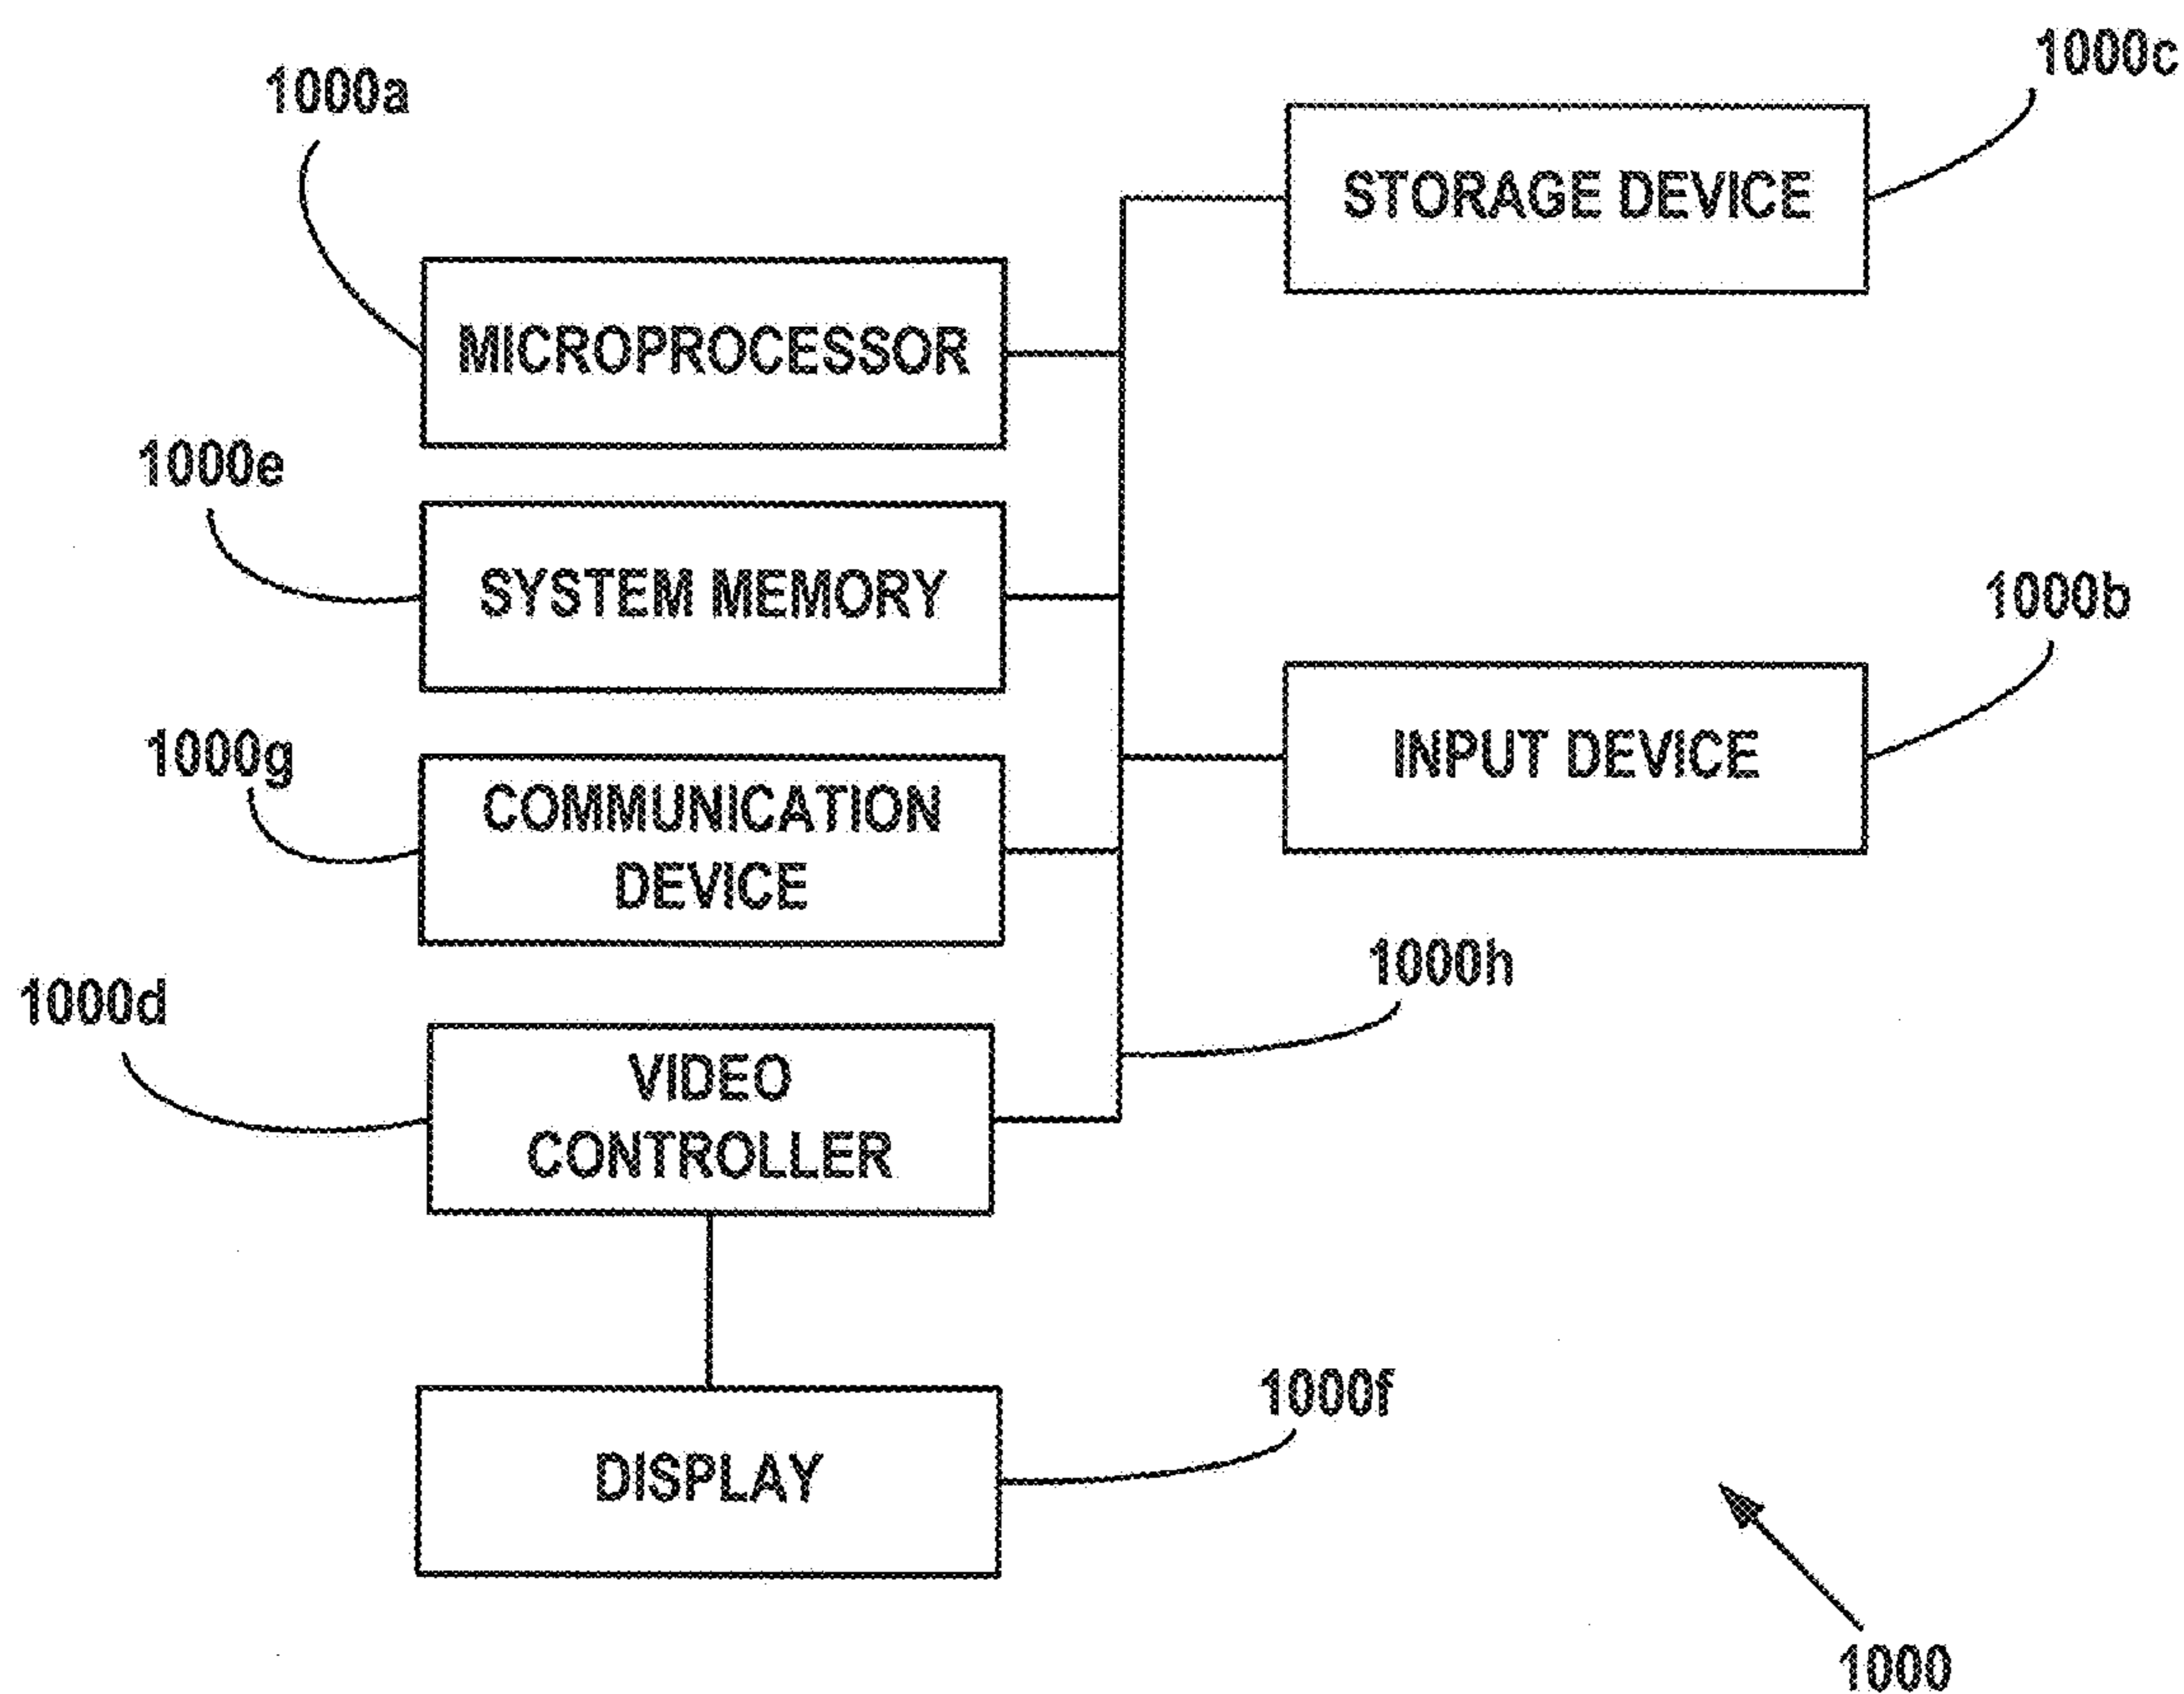 1000c
1000a
STORAGE DEVICE
MICROPROCESSOR
1000e
SYSTEM MEMORY
1000b
1000g
INPUT DEVICE
COMMUNICATION
DEVICE
1000h
1000d
VIDEO
CONTROLLER
1000f
DISPLAY
1000